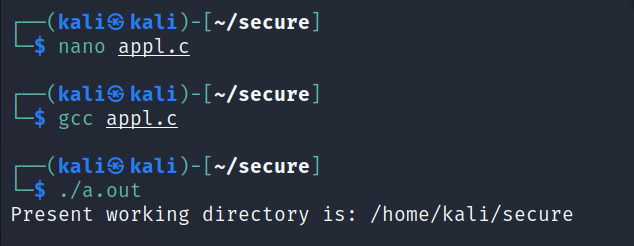 ┌──(kali㉿kali)-[~/secure]
└─$ nano appl.c
┌──(kali㉿kali)-[~/secure]
└─$ gcc appl.c
┌──(kali㉿kali)-[~/secure]
└─$ ./a.out
Present working directory is: /home/kali/secure